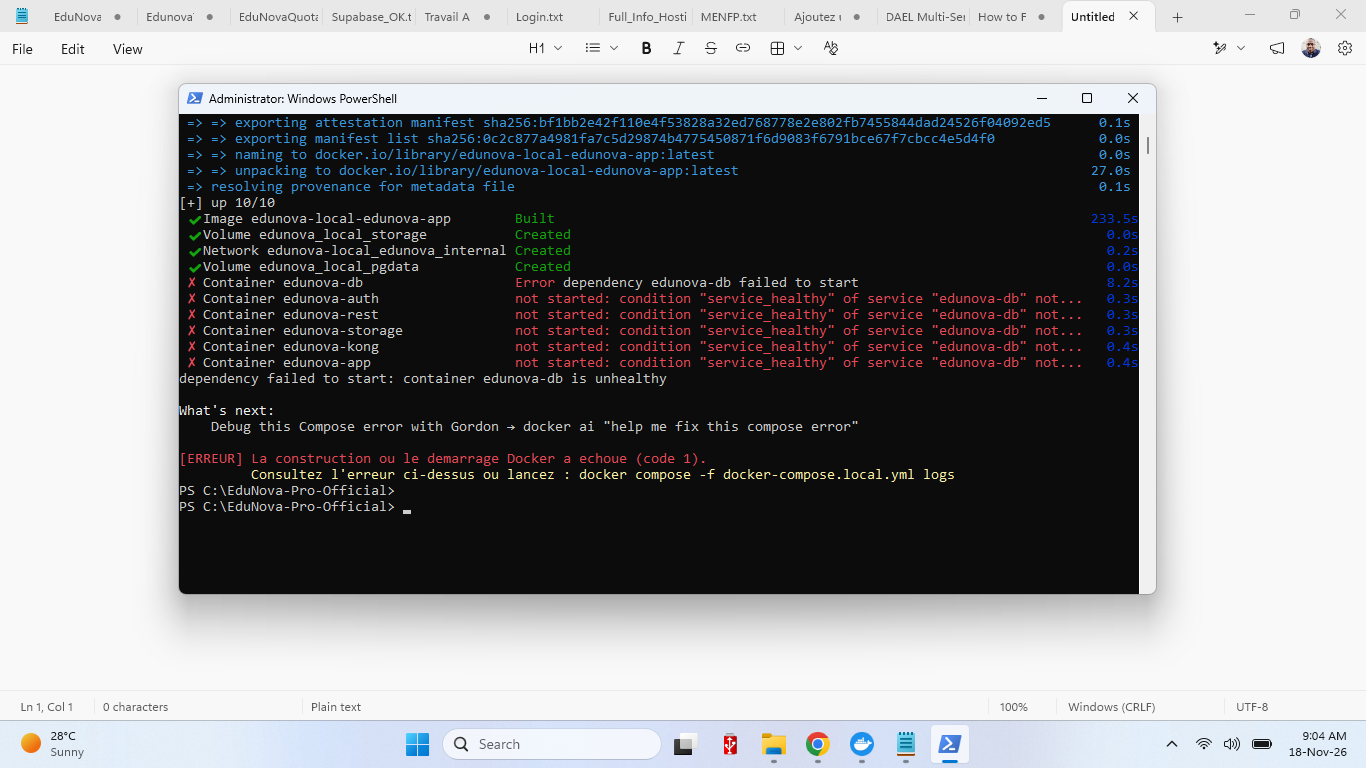 EduNova
Edunova
EduNovaQuota
Supabase_OK.t
Travail A
Login.txt
Full_Info_Hosti
MENFP.txt
Ajoutez u
DAEL Multi-Ser
How to F
Untitled
File
Edit
View
H1
Administrator: Windows PowerShell
=> => exporting attestation manifest sha256:bf1bb2e42f110e4f53828a32ed768778e2e802fb7455844dad24526f04092ed5 0.1s
=> => exporting manifest list sha256:0c2c877a4981fa7c5d29874b4775450871f6d9083f6791bce67f7cbcc4e5d4f0 0.0s
=> => naming to docker.io/library/edunova-local-edunova-app:latest 0.0s
=> => unpacking to docker.io/library/edunova-local-edunova-app:latest 27.0s
=> resolving provenance for metadata file 0.1s
[+] up 10/10
✔Image edunova-local-edunova-app Built 233.5s
✔Volume edunova_local_storage Created 0.0s
✔Network edunova-local_edunova_internal Created 0.2s
✔Volume edunova_local_pgdata Created 0.0s
✗ Container edunova-db Error dependency edunova-db failed to start 8.2s
✗ Container edunova-auth not started: condition "service_healthy" of service "edunova-db" not... 0.3s
✗ Container edunova-rest not started: condition "service_healthy" of service "edunova-db" not... 0.3s
✗ Container edunova-storage not started: condition "service_healthy" of service "edunova-db" not... 0.3s
✗ Container edunova-kong not started: condition "service_healthy" of service "edunova-db" not... 0.4s
✗ Container edunova-app not started: condition "service_healthy" of service "edunova-db" not... 0.4s
dependency failed to start: container edunova-db is unhealthy
What's next:
Debug this Compose error with Gordon → docker ai "help me fix this compose error"
[ERREUR] La construction ou le demarrage Docker a echoue (code 1).
Consultez l'erreur ci-dessus ou lancez : docker compose -f docker-compose.local.yml logs
PS C:\EduNova-Pro-Official>
PS C:\EduNova-Pro-Official>
Ln 1, Col 1
0 characters
Plain text
100%
Windows (CRLF)
UTF-8
28°C
Sunny
Search
9:04 AM
18-Nov-26